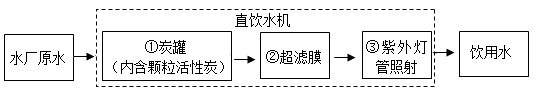 直饮水机
水厂原水
①炭罐
（内含颗粒活性炭）
②超滤膜
③紫外灯
管照射
饮用水